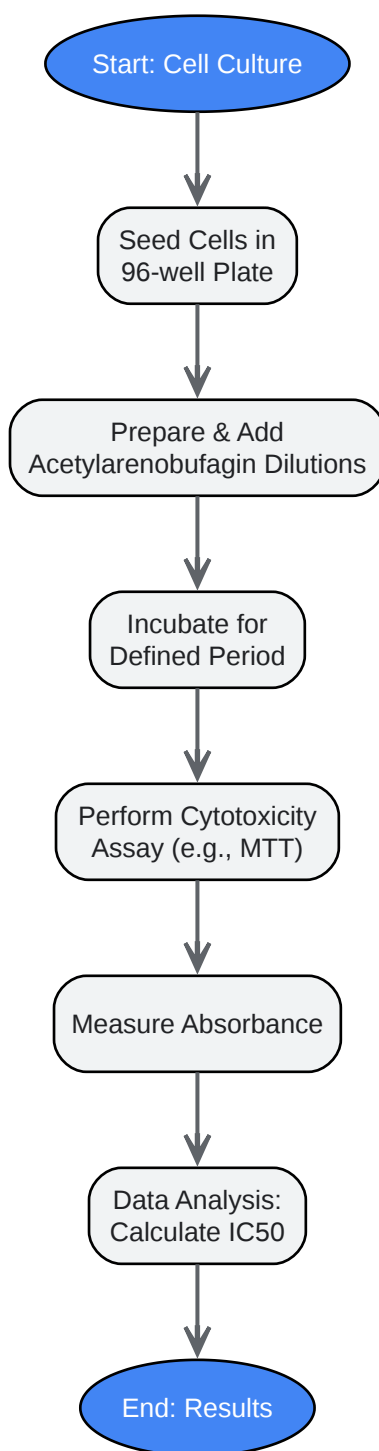 Start: Cell Culture
Seed Cells in
96-well Plate
Prepare & Add
Acetylarenobufagin Dilutions
Incubate for
Defined Period
Perform Cytotoxicity
Assay (e.g., MTT)
Measure Absorbance
Data Analysis:
Calculate IC50
End: Results